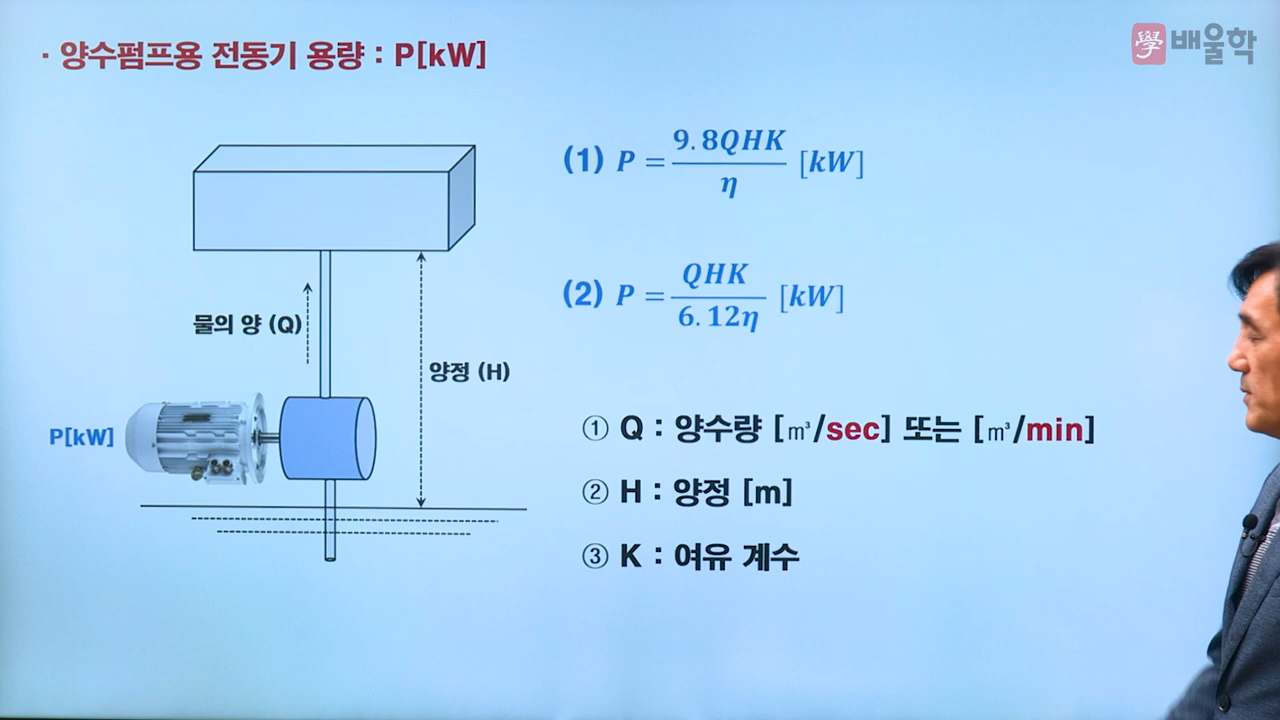 · 양수펌프용 전동기 용량 : P[kW]
學 배울학
(1) P = 9.8QHK / η [kW]
물의 양 (Q)
(2) P = QHK / 6.12η [kW]
양정 (H)
P[kW]
① Q : 양수량 [㎥/sec] 또는 [㎥/min]
② H : 양정 [m]
③ K : 여유 계수